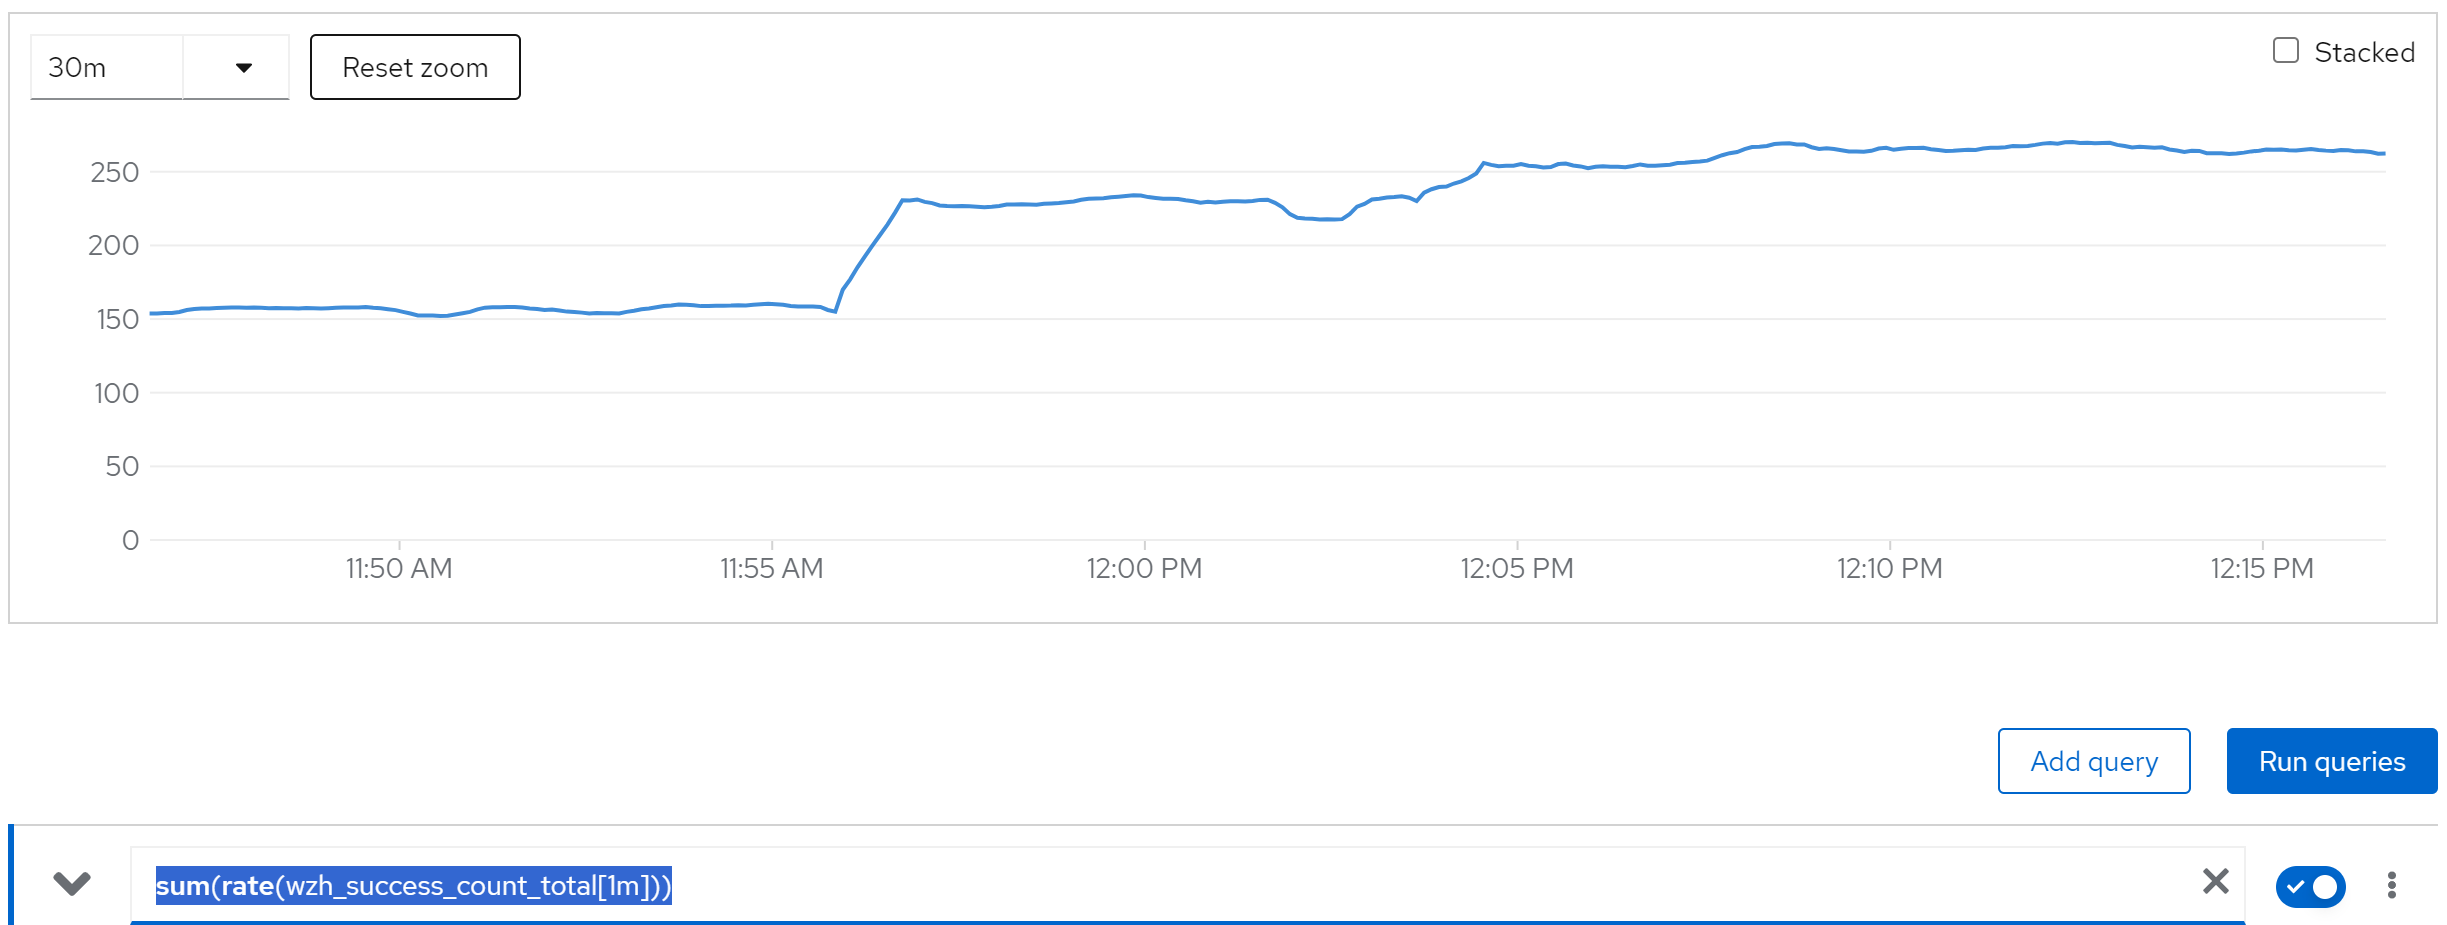 30m
Reset zoom
Stacked
250
200
150
100
50
0
11:50 AM
11:55 AM
12:00 PM
12:05 PM
12:10 PM
12:15 PM
Add query
Run queries
sum(rate(wzh_success_count_total[1m]))